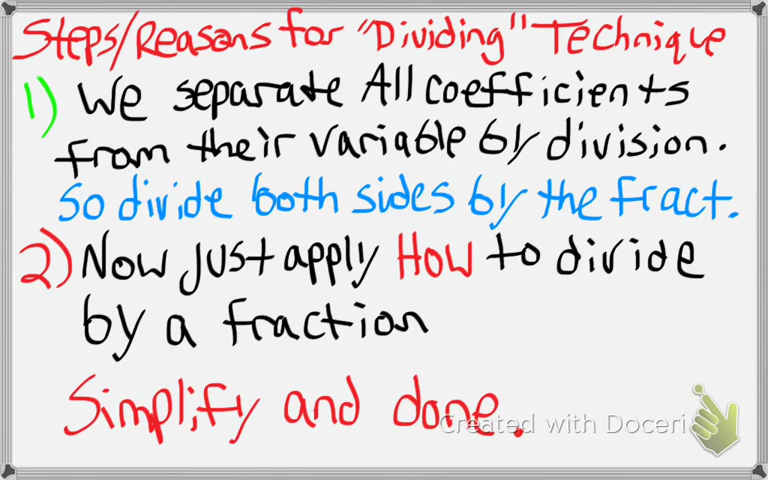 Steps/Reasons for "Dividing" Technique
1) We separate All coefficients
from their variable by division.
So divide both sides by the fract.
2) Now just apply How to divide
by a fraction
Simplify and done.
Created with Doceri